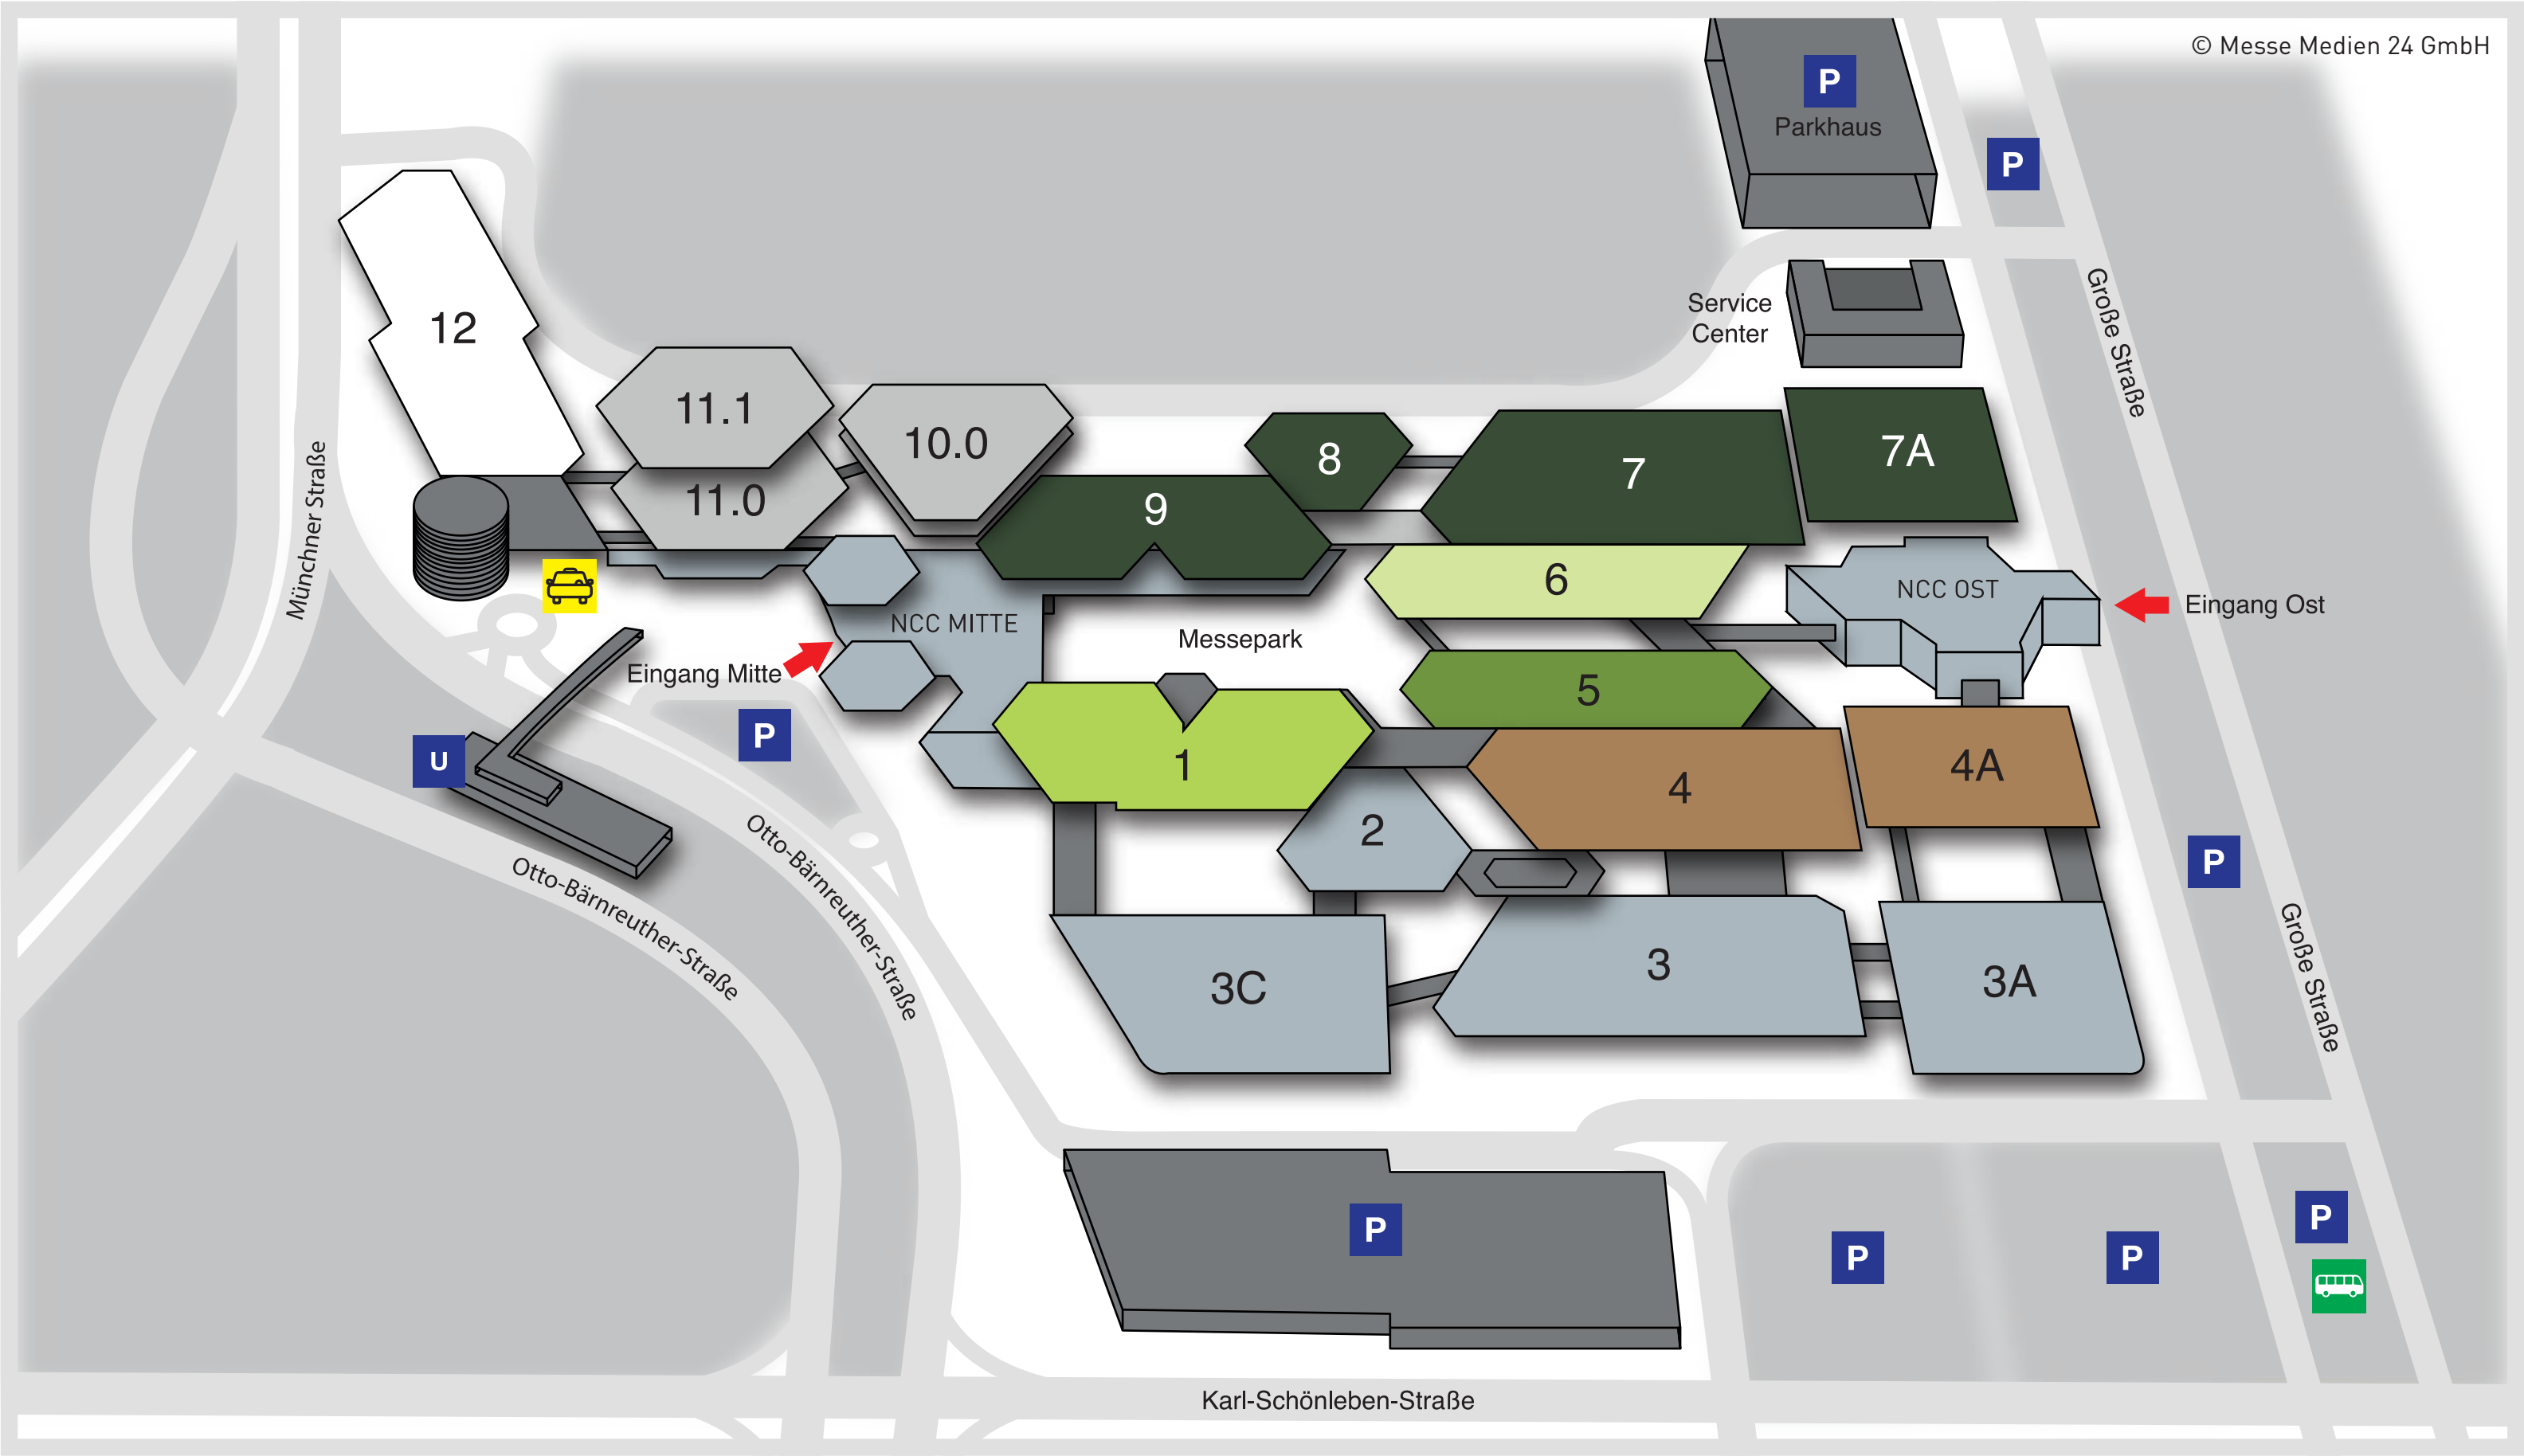 © Messe Medien 24 GmbH
P
Parkhaus
P
Service
Center
Große Straße
12
11.1
10.0
11.0
8
7
7A
9
6
NCC OST
Eingang Ost
NCC MITTE
Messepark
Eingang Mitte
Münchner Straße
5
P
U
1
4
4A
2
P
Otto-Bärnreuther-Straße
Otto-Bärnreuther-Straße
3C
3
3A
Große Straße
P
P
P
P
Karl-Schönleben-Straße